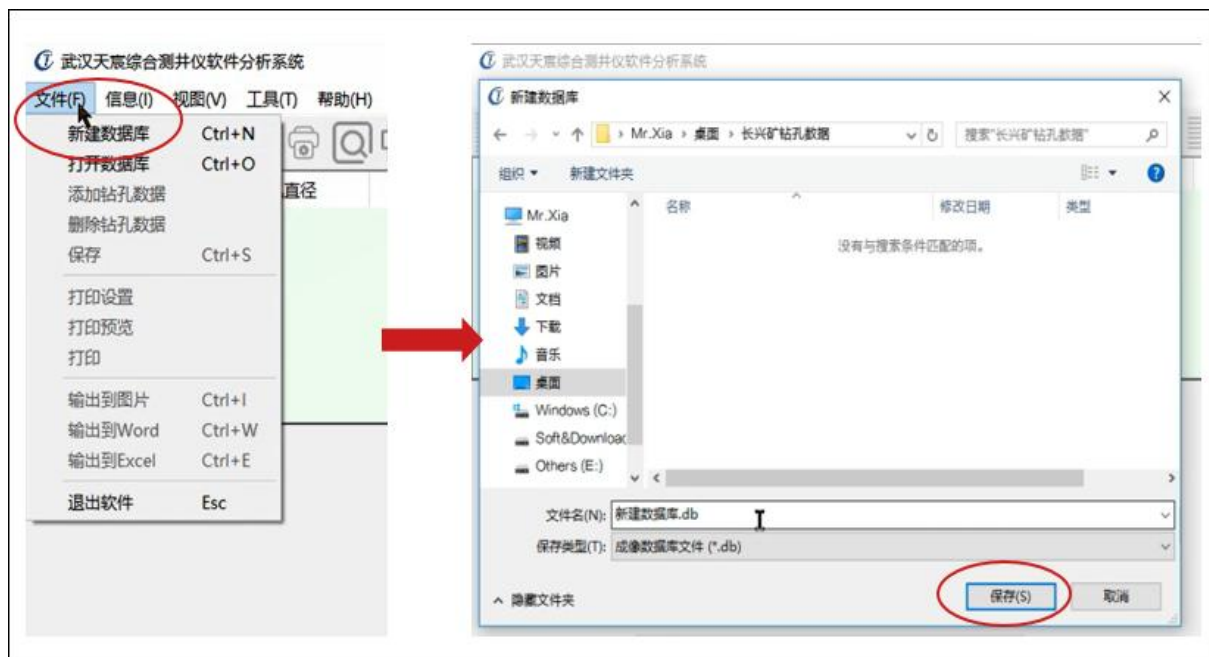 武汉天宸综合测井仪软件分析系统
文件(F) 信息(I) 视图(V) 工具(T) 帮助(H)
新建数据库 Ctrl+N
打开数据库 Ctrl+O
添加钻孔数据
直径
删除钻孔数据
保存 Ctrl+S
打印设置
打印预览
打印
输出到图片 Ctrl+I
输出到Word Ctrl+W
输出到Excel Ctrl+E
退出软件 Esc
武汉天宸综合测井仪软件分析系统
新建数据库
Mr.Xia › 桌面 › 长兴矿钻孔数据
搜索"长兴矿钻孔数据"
组织 新建文件夹
名称 修改日期 类型
没有与搜索条件匹配的项。
Mr.Xia
视频
图片
文档
下载
音乐
桌面
Windows (C:)
Soft&Downloac
Others (E:)
文件名(N): 新建数据库.db
保存类型(T): 成像数据库文件 (*.db)
隐藏文件夹
保存(S) 取消